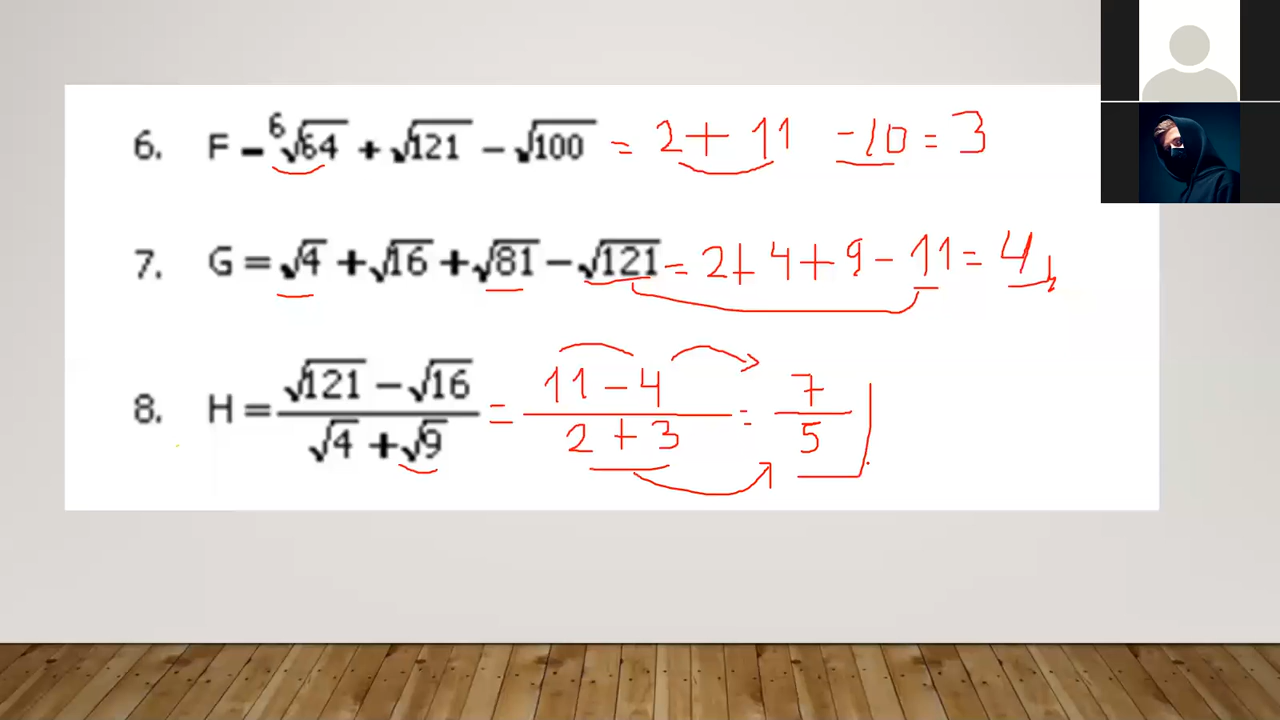 6. F - ⁶√64 + √121 - √100 = 2 + 11 - 10 = 3
7. G = √4 + √16 + √81 - √121 = 2 + 4 + 9 - 11 = 4
8. H = (√121 - √16)/(√4 + √9) = (11 - 4)/(2 + 3) = 7/5